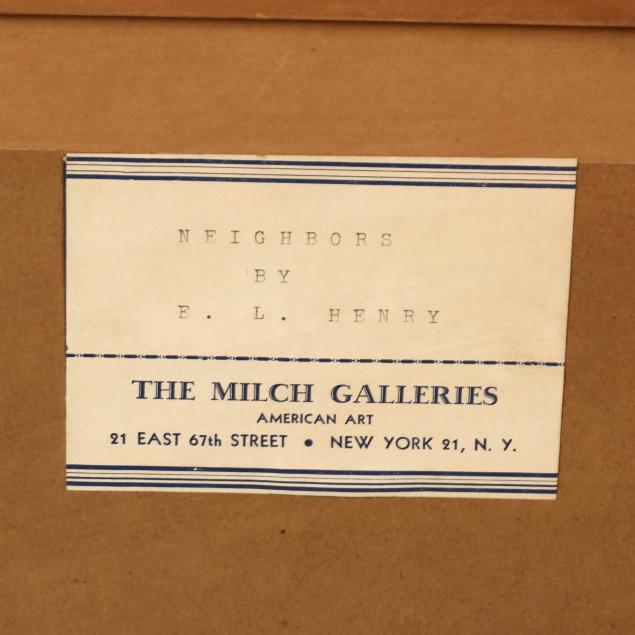 NEIGHBORS
BY
E. L. HENRY
THE MILCH GALLERIES
AMERICAN ART
21 EAST 67th STREET • NEW YORK 21, N. Y.